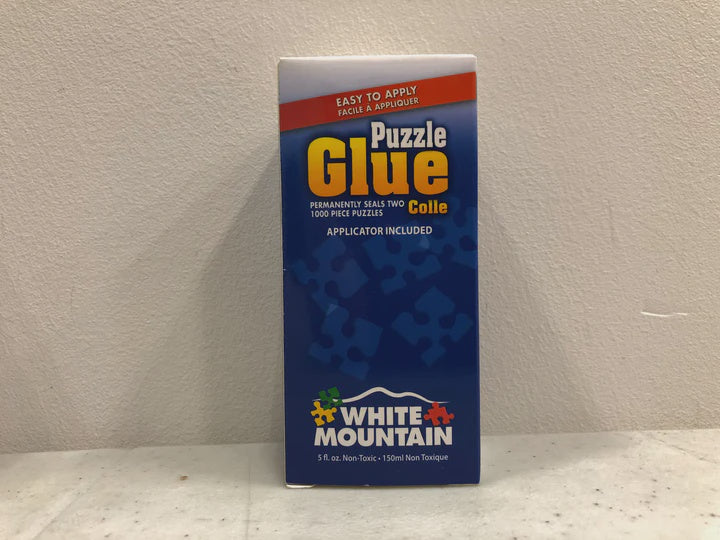 EASY TO APPLY
FACILE À APPLIQUER
Puzzle
Glue
PERMANENTLY SEALS TWO
1000 PIECE PUZZLES
Colle
APPLICATOR INCLUDED
WHITE
MOUNTAIN
5 fl. oz. Non-Toxic • 150ml Non Toxique